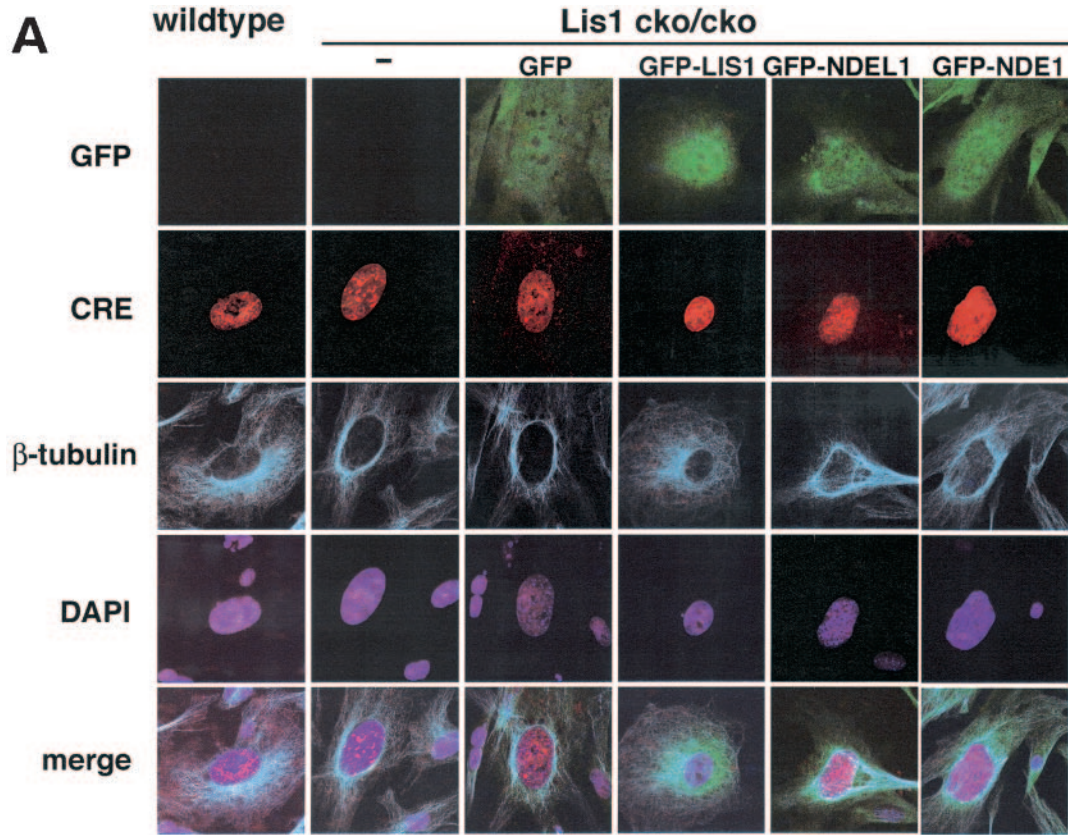 A
wildtype
Lis1 cko/cko
– GFP GFP-LIS1 GFP-NDEL1 GFP-NDE1
GFP
CRE
β-tubulin
DAPI
merge